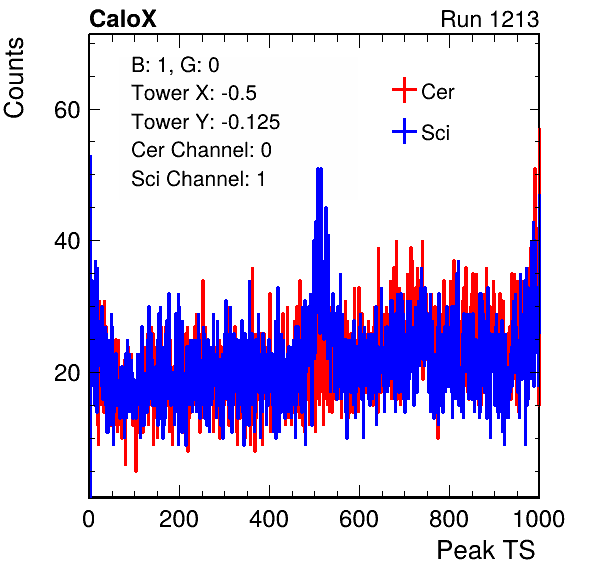 CaloX Run 1213
Counts
B: 1, G: 0
Tower X: -0.5
Tower Y: -0.125
Cer Channel: 0
Sci Channel: 1
Cer
Sci
60
40
20
0 200 400 600 800 1000
Peak TS